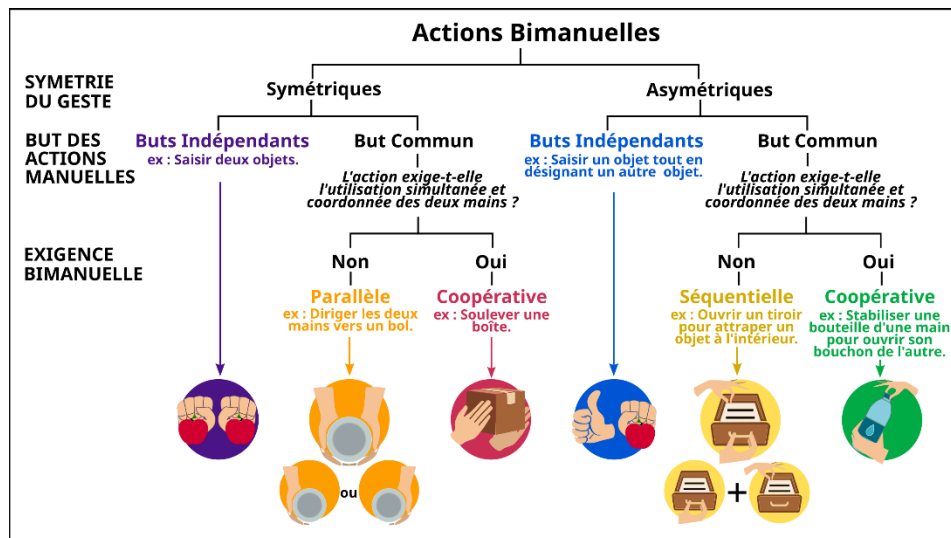 Actions Bimanuelles
SYMETRIE
DU GESTE
Symétriques
Asymétriques
BUT DES
ACTIONS
MANUELLES
Buts Indépendants
ex : Saisir deux objets.
But Commun
L'action exige-t-elle
l'utilisation simultanée et
coordonnée des deux mains ?
Buts Indépendants
ex : Saisir un objet tout en
désignant un autre objet.
But Commun
L'action exige-t-elle
l'utilisation simultanée et
coordonnée des deux mains ?
EXIGENCE
BIMANUELLE
Non
Oui
Non
Oui
Parallèle
ex : Diriger les deux
mains vers un bol.
Coopérative
ex : Soulever une
boîte.
Séquentielle
ex : Ouvrir un tiroir
pour attraper un
objet à l'intérieur.
Coopérative
ex : Stabiliser une
bouteille d'une main
pour ouvrir son
bouchon de l'autre.
ou
+